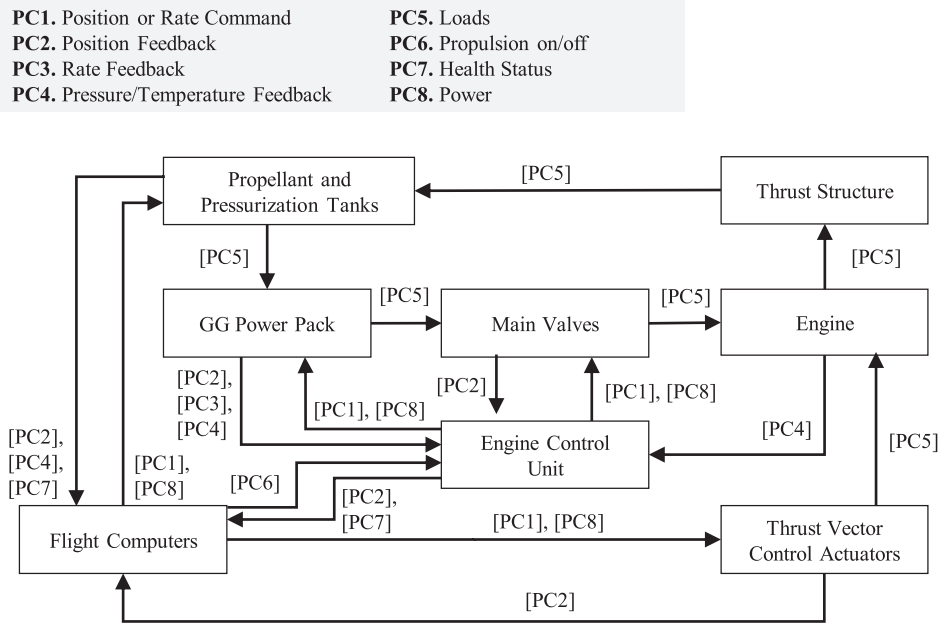 PC1. Position or Rate Command
PC2. Position Feedback
PC3. Rate Feedback
PC4. Pressure/Temperature Feedback
PC5. Loads
PC6. Propulsion on/off
PC7. Health Status
PC8. Power
Propellant and
Pressurization Tanks
[PC5]
Thrust Structure
[PC5]
[PC5]
GG Power Pack
[PC5]
Main Valves
[PC5]
Engine
[PC2],
[PC3],
[PC4]
[PC1], [PC8]
[PC2]
[PC1], [PC8]
[PC4]
[PC5]
Engine Control
Unit
[PC2],
[PC4],
[PC7]
[PC1],
[PC8]
[PC6]
[PC2],
[PC7]
[PC1], [PC8]
Flight Computers
Thrust Vector
Control Actuators
[PC2]